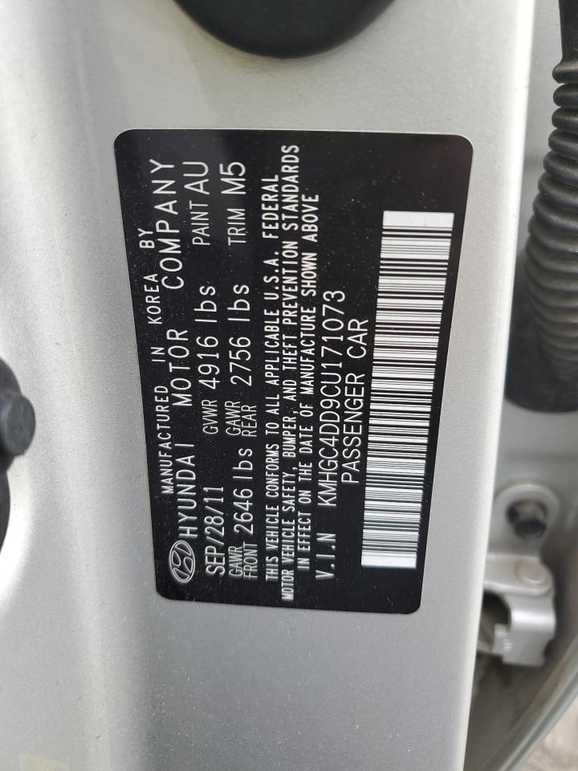 MANUFACTURED IN KOREA BY
HYUNDAI MOTOR COMPANY
SEP/28/11 GVWR 4916 lbs PAINT AU
GAWR FRONT 2646 lbs GAWR REAR 2756 lbs TRIM M5
THIS VEHICLE CONFORMS TO ALL APPLICABLE U.S.A. FEDERAL
MOTOR VEHICLE SAFETY, BUMPER, AND THEFT PREVENTION STANDARDS
IN EFFECT ON THE DATE OF MANUFACTURE SHOWN ABOVE
V.I.N KMHGC4DD9CU171073
PASSENGER CAR